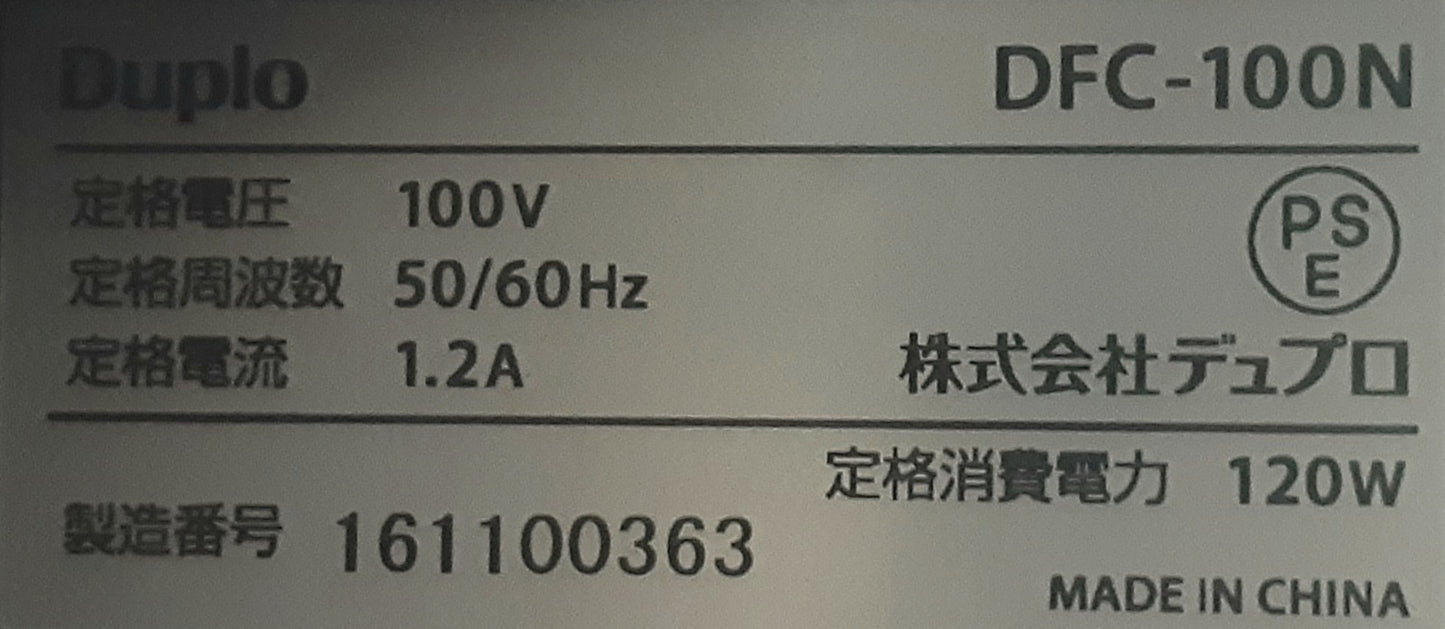 Duplo DFC-100N
定格電圧 100V
定格周波数 50/60Hz
定格電流 1.2A
PS
E
株式会社デュプロ
定格消費電力 120W
製造番号 161100363
MADE IN CHINA